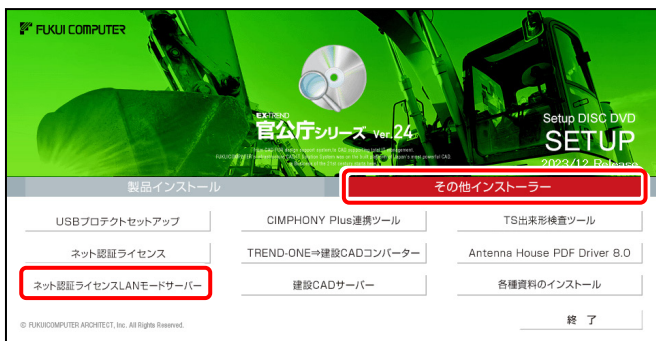 FUKUI COMPUTER
EX-TREND
官公庁シリーズ Ver.24
Setup DISC DVD
SETUP
2023/12 Release
製品インストール
その他インストーラー
USBプロテクトセットアップ
CIMPHONY Plus連携ツール
TS出来形検査ツール
ネット認証ライセンス
TREND-ONE⇒建設CADコンバーター
Antenna House PDF Driver 8.0
ネット認証ライセンスLANモードサーバー
建設CADサーバー
各種資料のインストール
© FUKUICOMPUTER ARCHITECT, Inc. All Rights Reserved.
終 了